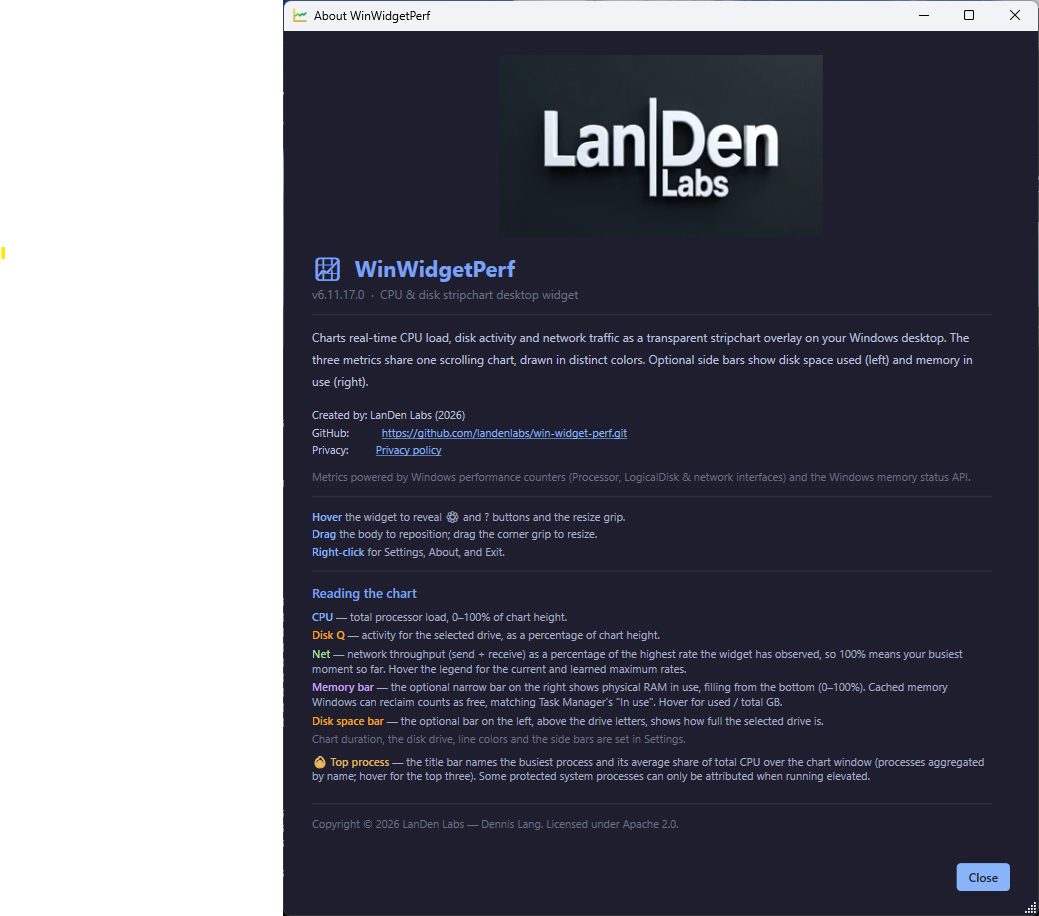 About WinWidgetPerf
Lan Den
Labs
WinWidgetPerf
v6.11.17.0 · CPU & disk stripchart desktop widget
Charts real-time CPU load, disk activity and network traffic as a transparent stripchart overlay on your Windows desktop. The
three metrics share one scrolling chart, drawn in distinct colors. Optional side bars show disk space used (left) and memory in
use (right).
Created by: LanDen Labs (2026)
GitHub: https://github.com/landenlabs/win-widget-perf.git
Privacy: Privacy policy
Metrics powered by Windows performance counters (Processor, LogicalDisk & network interfaces) and the Windows memory status API.
Hover the widget to reveal ⚙ and ? buttons and the resize grip.
Drag the body to reposition; drag the corner grip to resize.
Right-click for Settings, About, and Exit.
Reading the chart
CPU — total processor load, 0–100% of chart height.
Disk Q — activity for the selected drive, as a percentage of chart height.
Net — network throughput (send + receive) as a percentage of the highest rate the widget has observed, so 100% means your busiest
moment so far. Hover the legend for the current and learned maximum rates.
Memory bar — the optional narrow bar on the right shows physical RAM in use, filling from the bottom (0–100%). Cached memory
Windows can reclaim counts as free, matching Task Manager's "In use". Hover for used / total GB.
Disk space bar — the optional bar on the left, above the drive letters, shows how full the selected drive is.
Chart duration, the disk drive, line colors and the side bars are set in Settings.
Top process — the title bar names the busiest process and its average share of total CPU over the chart window (processes aggregated
by name; hover for the top three). Some protected system processes can only be attributed when running elevated.
Copyright © 2026 LanDen Labs — Dennis Lang. Licensed under Apache 2.0.
Close